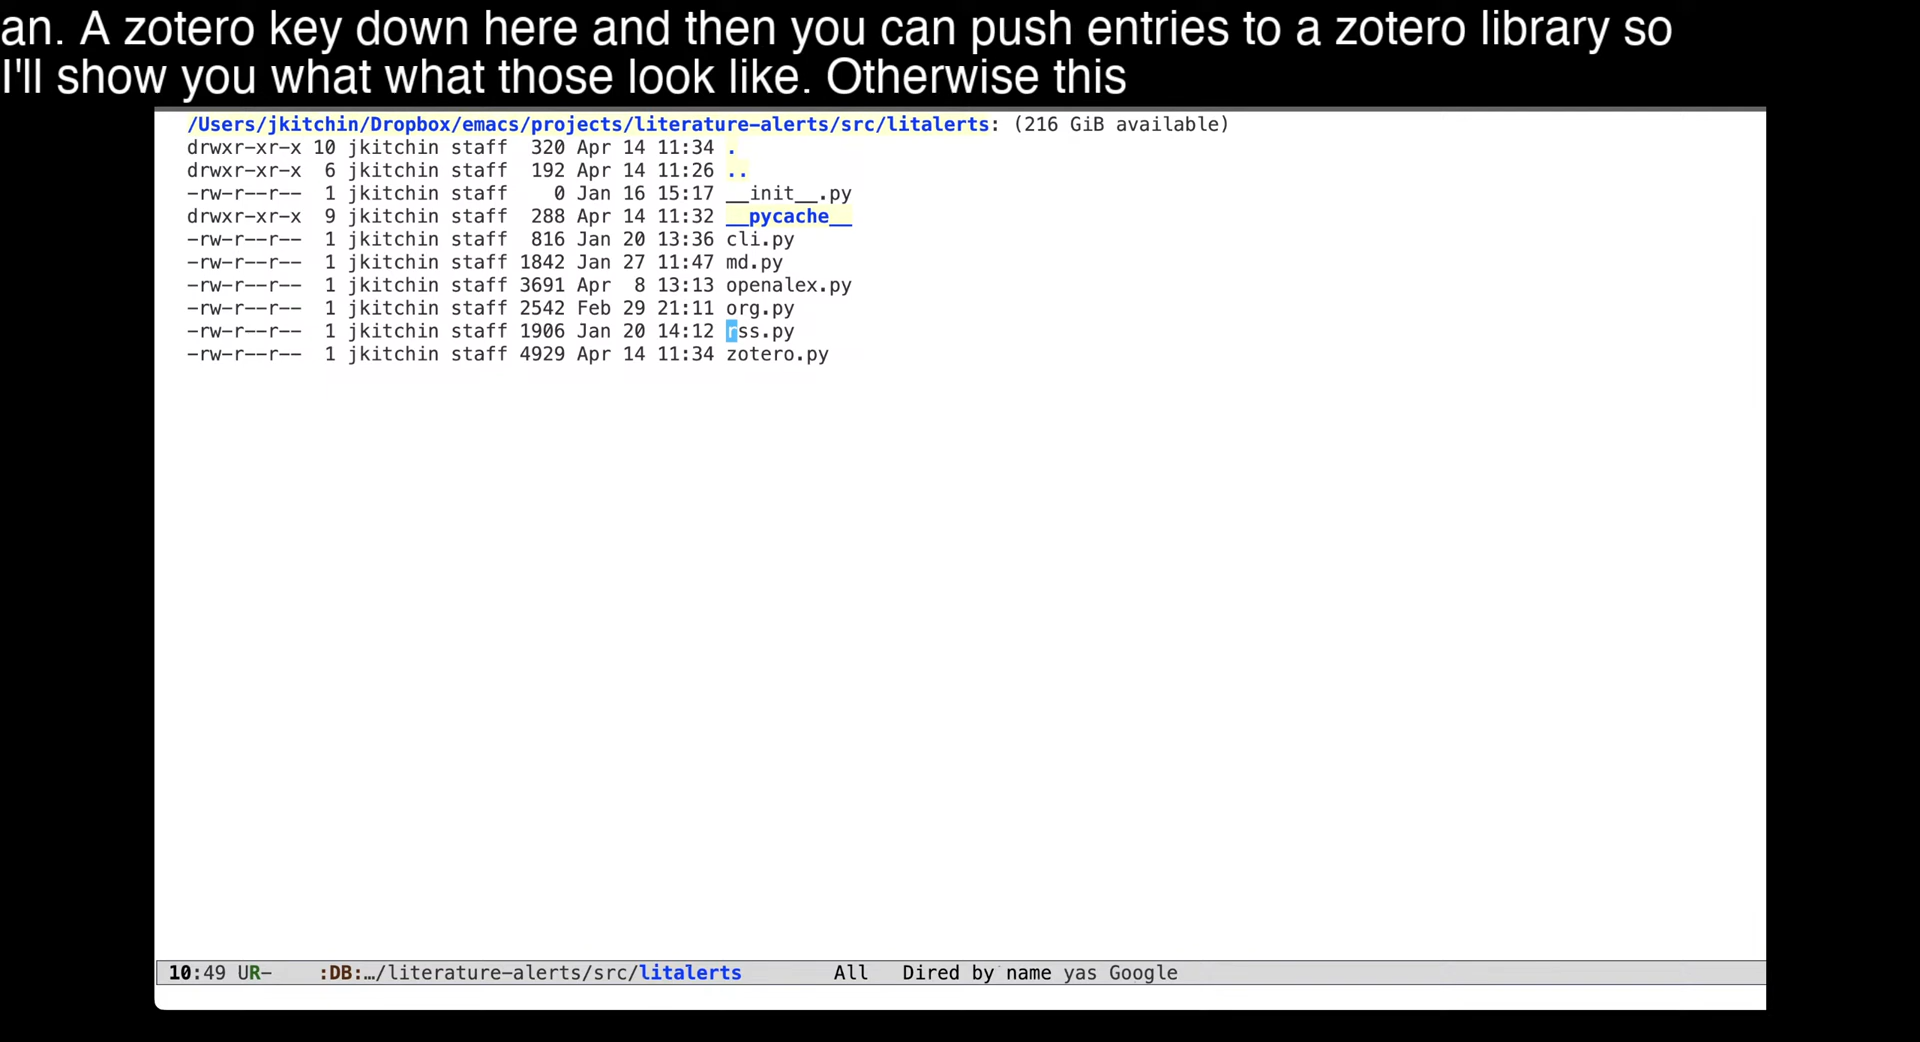 an. A zotero key down here and then you can push entries to a zotero library so
I'll show you what what those look like. Otherwise this
/Users/jkitchin/Dropbox/emacs/projects/literature-alerts/src/litalerts: (216 GiB available)
drwxr-xr-x 10 jkitchin staff  320 Apr 14 11:34 .
drwxr-xr-x  6 jkitchin staff  192 Apr 14 11:26 ..
-rw-r--r--  1 jkitchin staff    0 Jan 16 15:17 __init__.py
drwxr-xr-x  9 jkitchin staff  288 Apr 14 11:32 __pycache__
-rw-r--r--  1 jkitchin staff  816 Jan 20 13:36 cli.py
-rw-r--r--  1 jkitchin staff 1842 Jan 27 11:47 md.py
-rw-r--r--  1 jkitchin staff 3691 Apr  8 13:13 openalex.py
-rw-r--r--  1 jkitchin staff 2542 Feb 29 21:11 org.py
-rw-r--r--  1 jkitchin staff 1906 Jan 20 14:12 rss.py
-rw-r--r--  1 jkitchin staff 4929 Apr 14 11:34 zotero.py
10:49 UR-    :DB:…/literature-alerts/src/litalerts        All   Dired by name yas Google